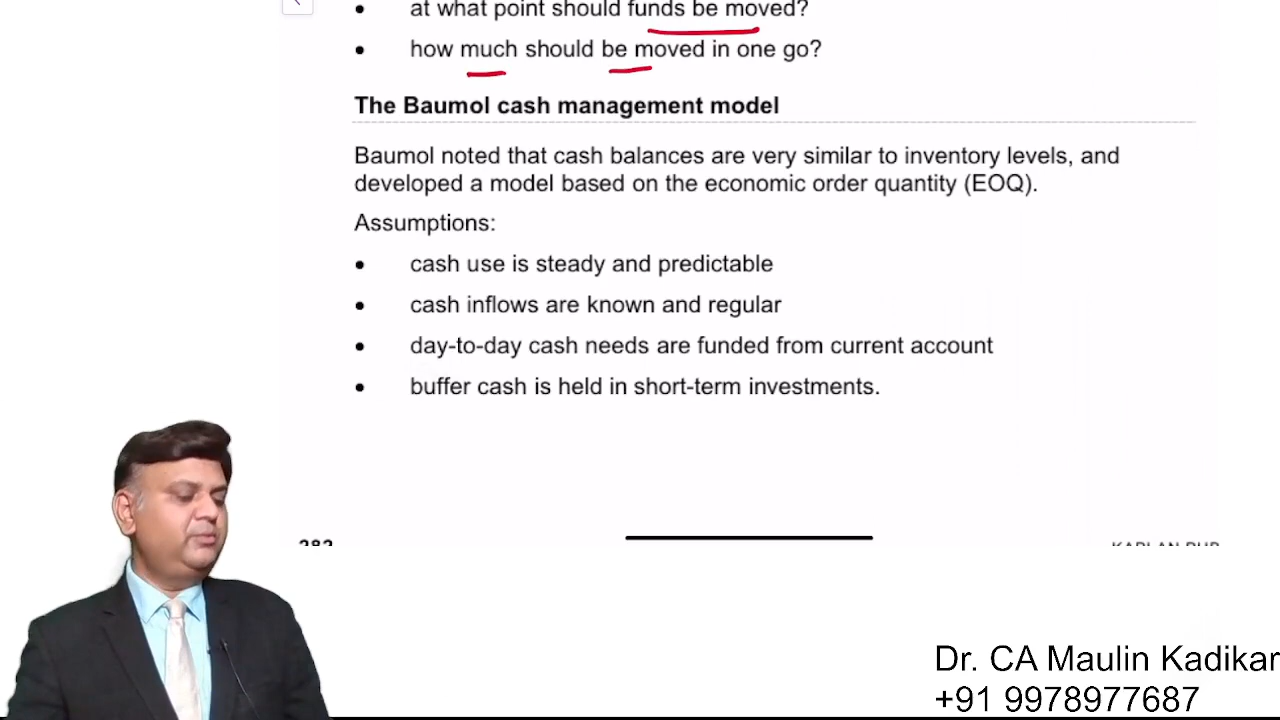 • at what point should funds be moved?
• how much should be moved in one go?
The Baumol cash management model
Baumol noted that cash balances are very similar to inventory levels, and
developed a model based on the economic order quantity (EOQ).
Assumptions:
• cash use is steady and predictable
• cash inflows are known and regular
• day-to-day cash needs are funded from current account
• buffer cash is held in short-term investments.
Dr. CA Maulin Kadikar
+91 9978977687